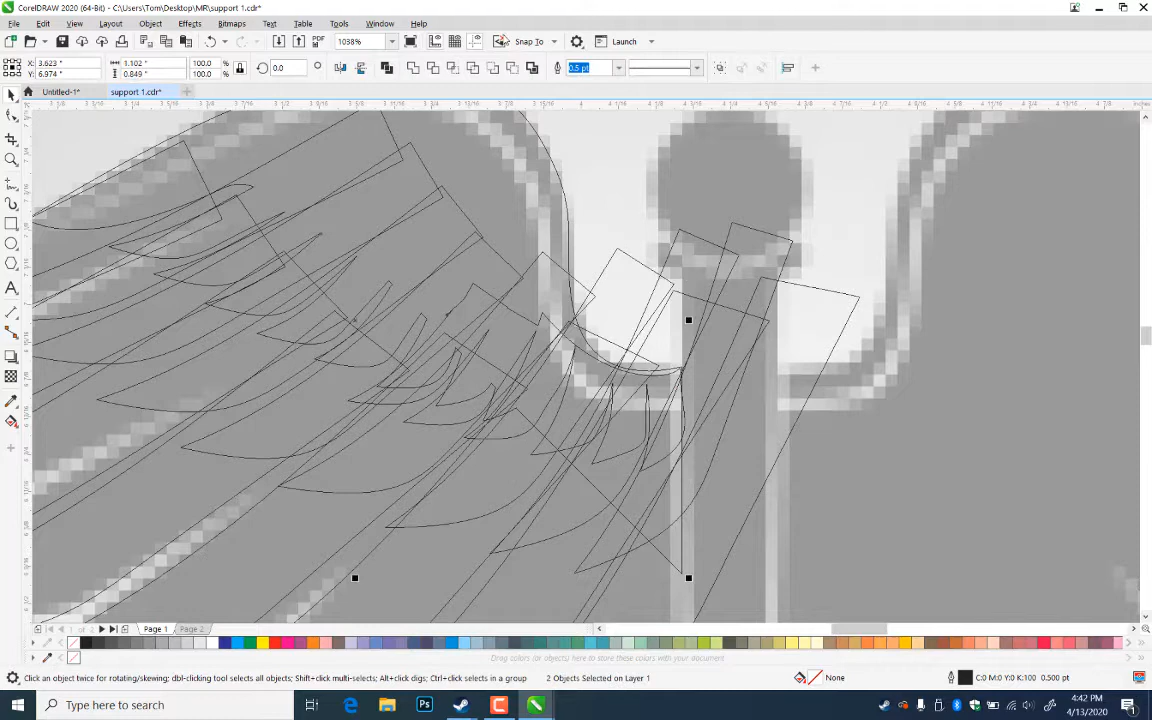 CorelDRAW 2020 (64-Bit) - C:\Users\Tom\Desktop\MR\support 1.cdr*
File Edit View Layout Object Effects Bitmaps Text Table Tools Window Help
PDF 1038% Snap To Launch
X: 3.623 " 1.102 " 100.0 % 0.0 0.5 pt
Y: 6.974 " 0.849 " 100.0 %
Untitled-1* support 1.cdr*
inches
Page 1 Page 2
Drag colors (or objects) here to store these colors with your document
Click an object twice for rotating/skewing; dbl-clicking tool selects all objects; Shift+click multi-selects; Alt+click digs; Ctrl+click selects in a group 2 Objects Selected on Layer 1 None C:0 M:0 Y:0 K:100 0.500 pt
Type here to search
4:42 PM
4/13/2020